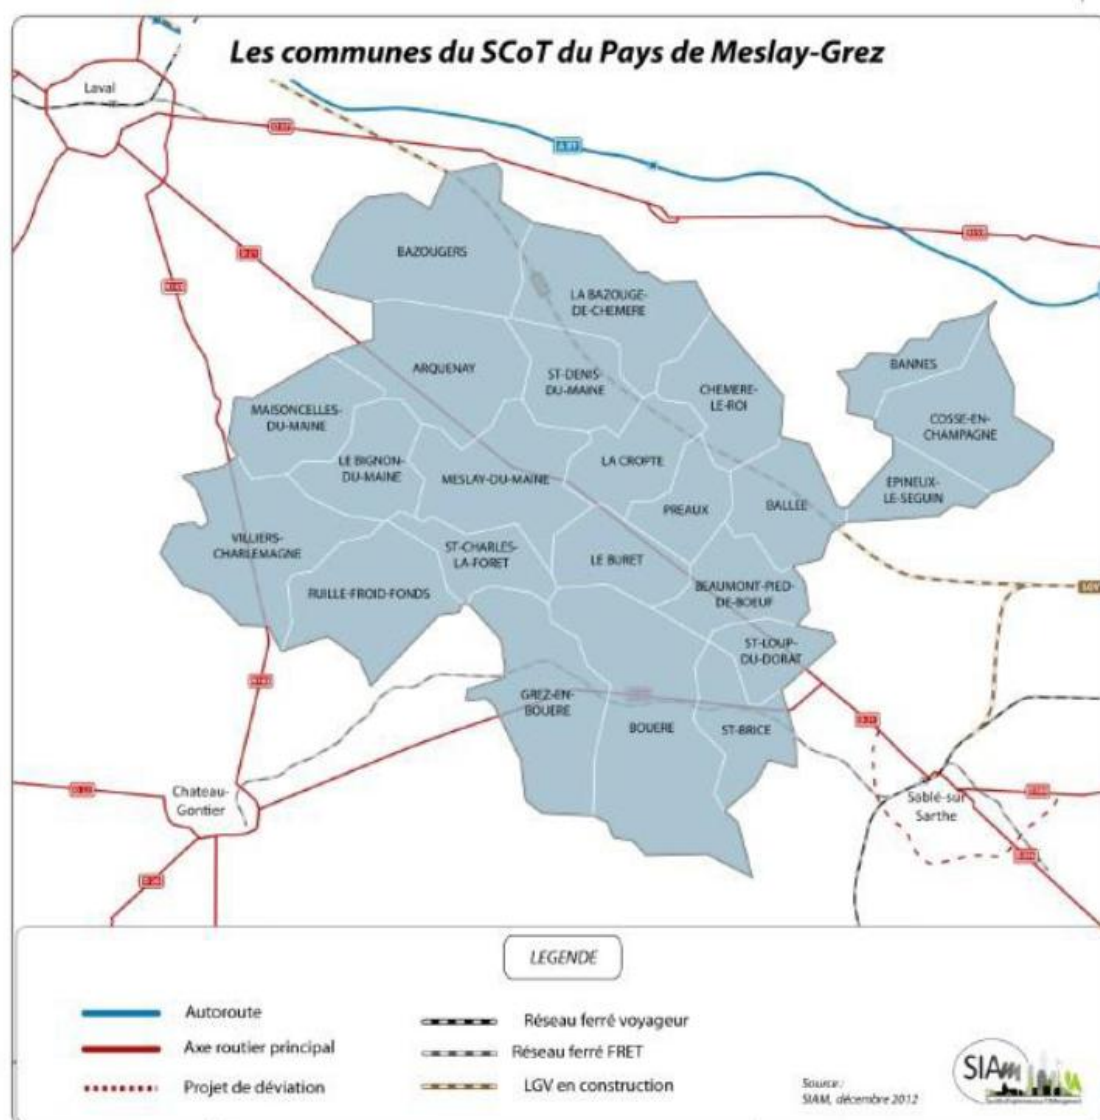 Les communes du SCoT du Pays de Meslay-Grez
Laval
BAZOUGERS
LA BAZOUGE-
DE-CHEMERE
ARQUENAY
ST-DENIS-
DU-MAINE
CHEMERE-
LE-ROI
BANNES
COSSE-EN-
CHAMPAGNE
MAISONCELLES-
DU-MAINE
LE BIGNON-
DU-MAINE
MESLAY-DU-MAINE
LA CROPTE
PREAUX
BALLEE
EPINEUX-
LE-SEGUIN
VILLIERS-
CHARLEMAGNE
ST-CHARLES-
LA-FORET
LE BURET
RUILLE-FROID-FONDS
BEAUMONT-PIED-
DE-BOEUF
ST-LOUP-
DU-DORAT
GREZ-EN-
BOUERE
BOUERE
ST-BRICE
Chateau-
Gontier
Sablé-sur
Sarthe
LEGENDE
Autoroute
Axe routier principal
Projet de déviation
Réseau ferré voyageur
Réseau ferré FRET
LGV en construction
Source :
SIAM, décembre 2012
SIAm